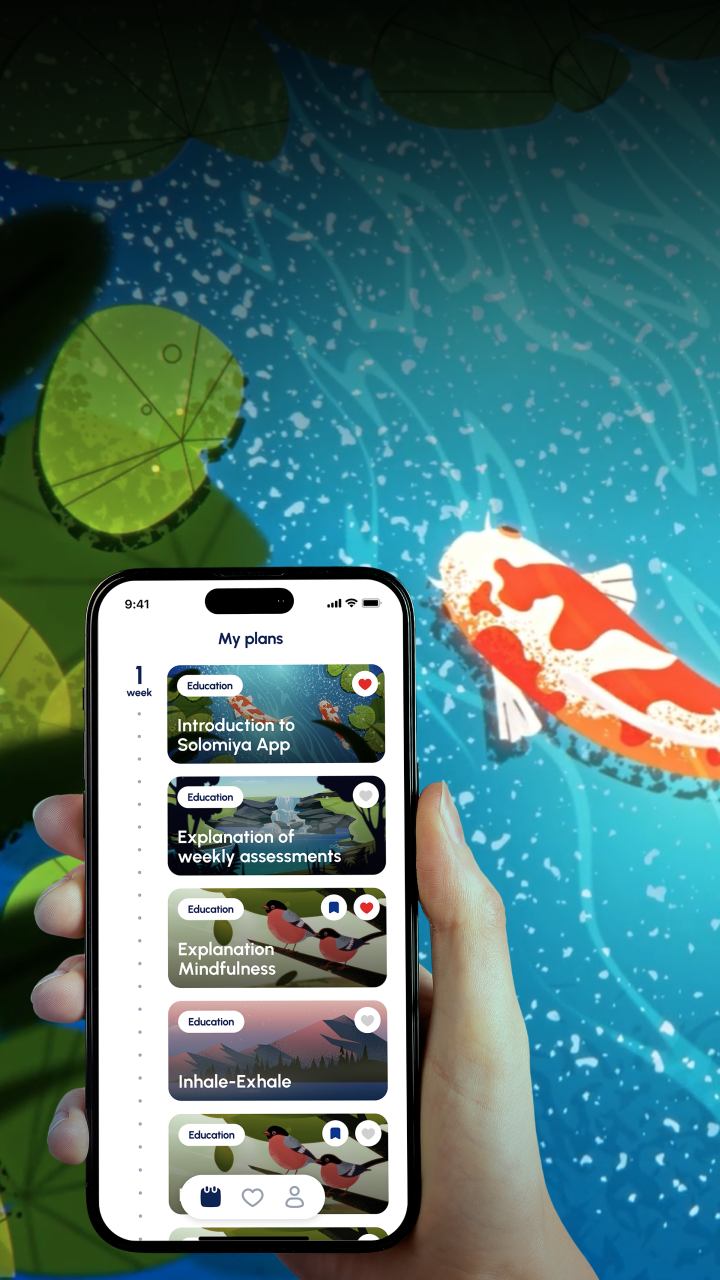 9:41
My plans
1
week
Education
Introduction to
Solomiya App
Education
Explanation of
weekly assessments
Education
Explanation
Mindfulness
Education
Inhale-Exhale
Education